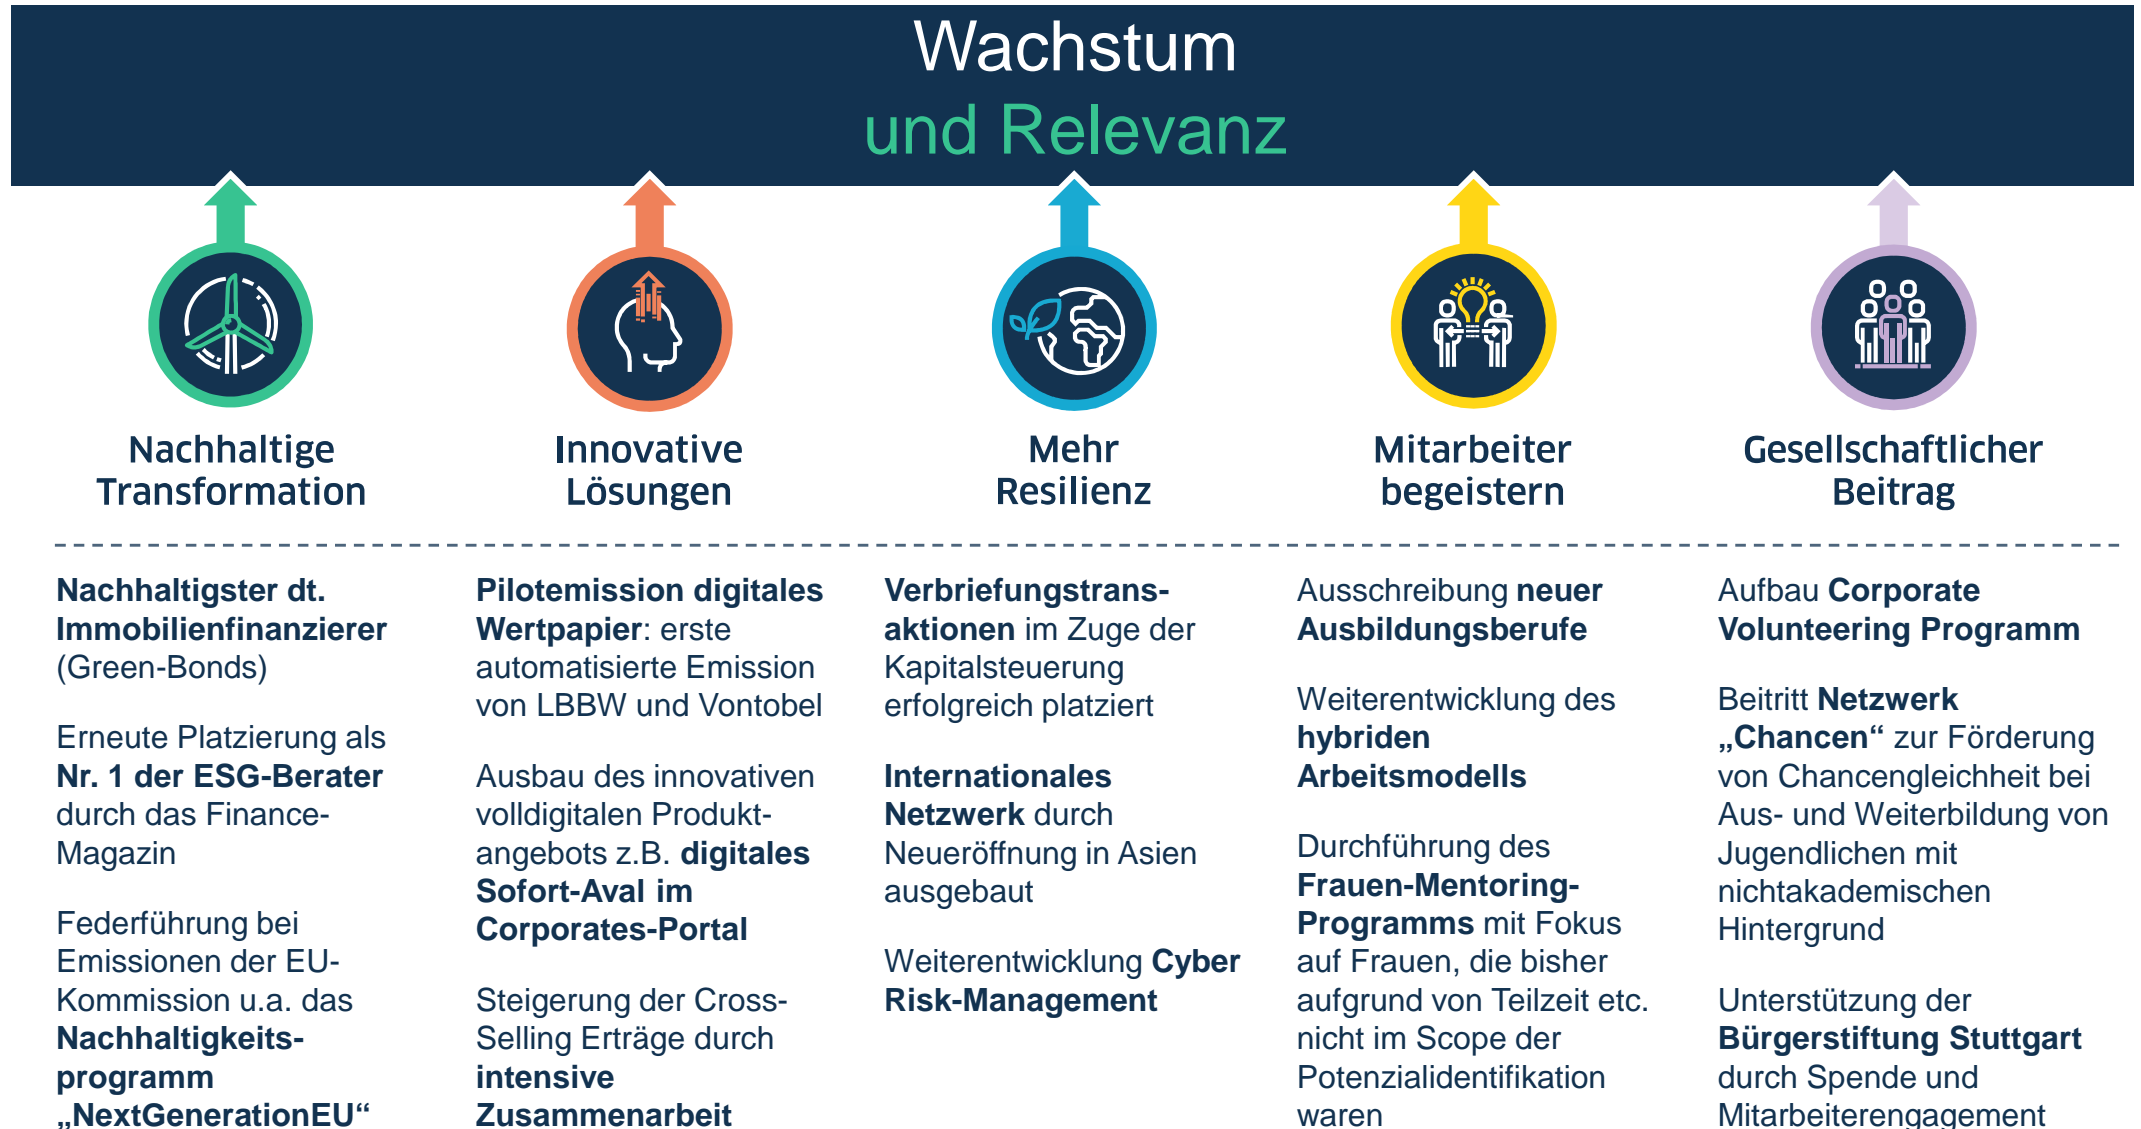 Wachstum
und Relevanz
Nachhaltige
Transformation
Innovative
Lösungen
Mehr
Resilienz
Mitarbeiter
begeistern
Gesellschaftlicher
Beitrag
Nachhaltigster dt.
Immobilienfinanzierer
(Green-Bonds)
Erneute Platzierung als
Nr. 1 der ESG-Berater
durch das Finance-
Magazin
Federführung bei
Emissionen der EU-
Kommission u.a. das
Nachhaltigkeits-
programm
„NextGenerationEU“
Pilotemission digitales
Wertpapier: erste
automatisierte Emission
von LBBW und Vontobel
Ausbau des innovativen
volldigitalen Produkt-
angebots z.B. digitales
Sofort-Aval im
Corporates-Portal
Steigerung der Cross-
Selling Erträge durch
intensive
Zusammenarbeit
Verbriefungstrans-
aktionen im Zuge der
Kapitalsteuerung
erfolgreich platziert
Internationales
Netzwerk durch
Neueröffnung in Asien
ausgebaut
Weiterentwicklung Cyber
Risk-Management
Ausschreibung neuer
Ausbildungsberufe
Weiterentwicklung des
hybriden
Arbeitsmodells
Durchführung des
Frauen-Mentoring-
Programms mit Fokus
auf Frauen, die bisher
aufgrund von Teilzeit etc.
nicht im Scope der
Potenzialidentifikation
waren
Aufbau Corporate
Volunteering Programm
Beitritt Netzwerk
„Chancen“ zur Förderung
von Chancengleichheit bei
Aus- und Weiterbildung von
Jugendlichen mit
nichtakademischen
Hintergrund
Unterstützung der
Bürgerstiftung Stuttgart
durch Spende und
Mitarbeiterengagement